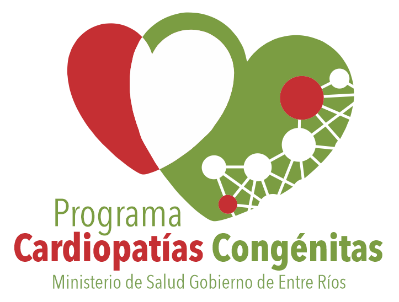 Programa
Cardiopatías Congénitas
Ministerio de Salud Gobierno de Entre Ríos